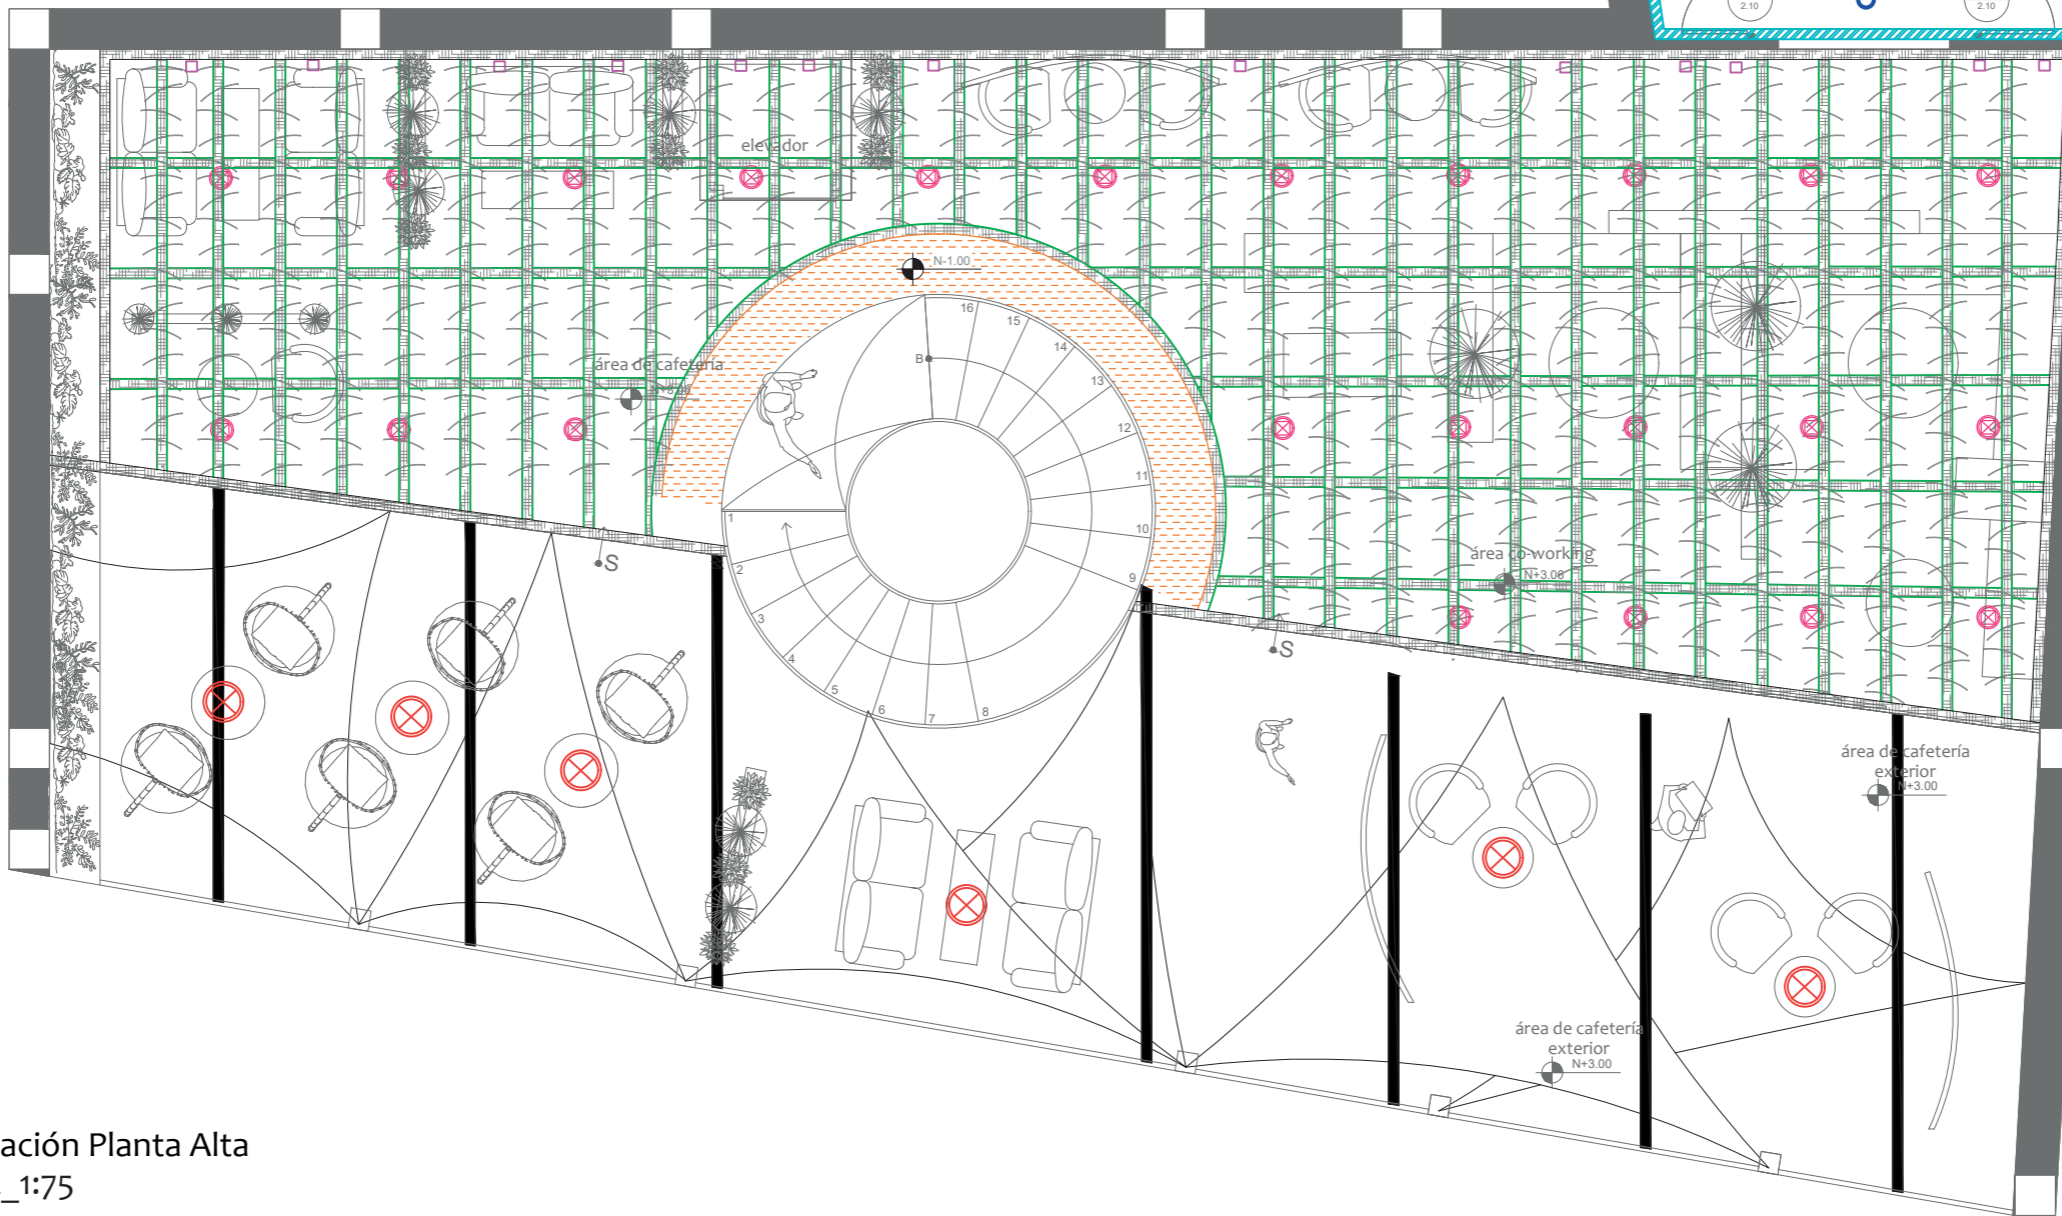 2.10
2.10
elevador
N-1.00
16
15
B
14
área de cafetería
13
12
11
1
10
área co-working
S
2
9
N+3.06
3
S
4
5
6
7
8
área de cafetería
exterior
N+3.00
área de cafetería
exterior
N+3.00
ación Planta Alta
_1:75